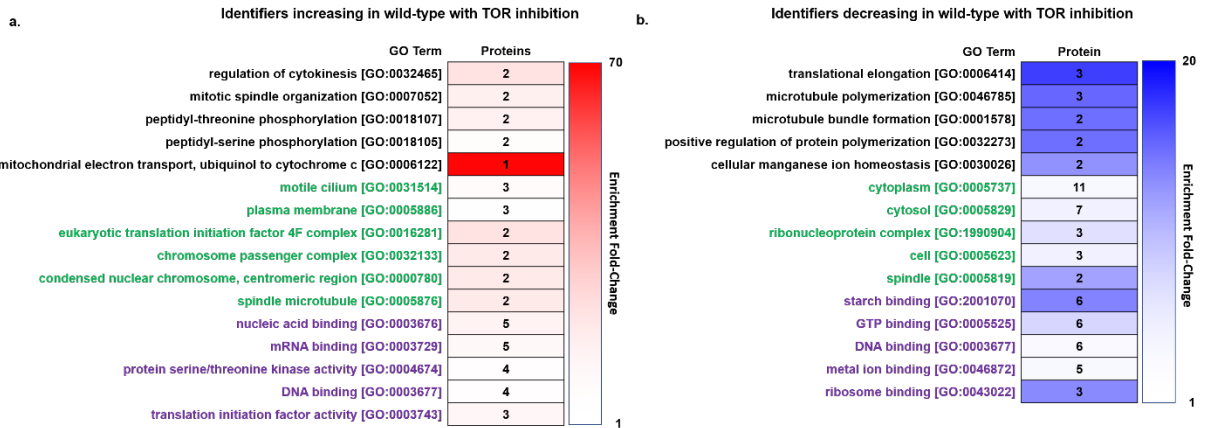 a.
Identifiers increasing in wild-type with TOR inhibition
GO Term Proteins
regulation of cytokinesis [GO:0032465] 2
mitotic spindle organization [GO:0007052] 2
peptidyl-threonine phosphorylation [GO:0018107] 2
peptidyl-serine phosphorylation [GO:0018105] 2
mitochondrial electron transport, ubiquinol to cytochrome c [GO:0006122] 1
motile cilium [GO:0031514] 3
plasma membrane [GO:0005886] 3
eukaryotic translation initiation factor 4F complex [GO:0016281] 2
chromosome passenger complex [GO:0032133] 2
condensed nuclear chromosome, centromeric region [GO:0000780] 2
spindle microtubule [GO:0005876] 2
nucleic acid binding [GO:0003676] 5
mRNA binding [GO:0003729] 5
protein serine/threonine kinase activity [GO:0004674] 4
DNA binding [GO:0003677] 4
translation initiation factor activity [GO:0003743] 3
70
Enrichment Fold-Change
1
b.
Identifiers decreasing in wild-type with TOR inhibition
GO Term Protein
translational elongation [GO:0006414] 3
microtubule polymerization [GO:0046785] 3
microtubule bundle formation [GO:0001578] 2
positive regulation of protein polymerization [GO:0032273] 2
cellular manganese ion homeostasis [GO:0030026] 2
cytoplasm [GO:0005737] 11
cytosol [GO:0005829] 7
ribonucleoprotein complex [GO:1990904] 3
cell [GO:0005623] 3
spindle [GO:0005819] 2
starch binding [GO:2001070] 6
GTP binding [GO:0005525] 6
DNA binding [GO:0003677] 6
metal ion binding [GO:0046872] 5
ribosome binding [GO:0043022] 3
20
Enrichment Fold-Change
1